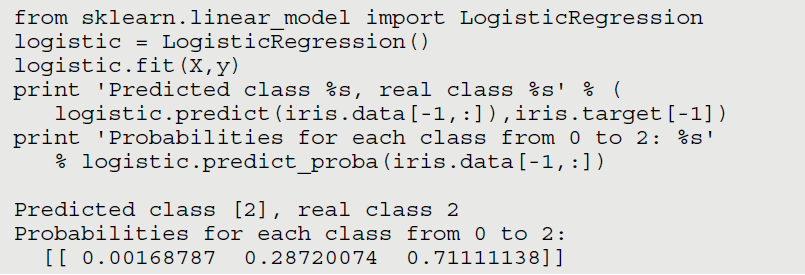 from sklearn.linear_model import LogisticRegression
logistic = LogisticRegression()
logistic.fit(X,y)
print 'Predicted class %s, real class %s' % (
   logistic.predict(iris.data[-1,:]),iris.target[-1])
print 'Probabilities for each class from 0 to 2: %s'
   % logistic.predict_proba(iris.data[-1,:])

Predicted class [2], real class 2
Probabilities for each class from 0 to 2:
  [[ 0.00168787  0.28720074  0.71111138]]